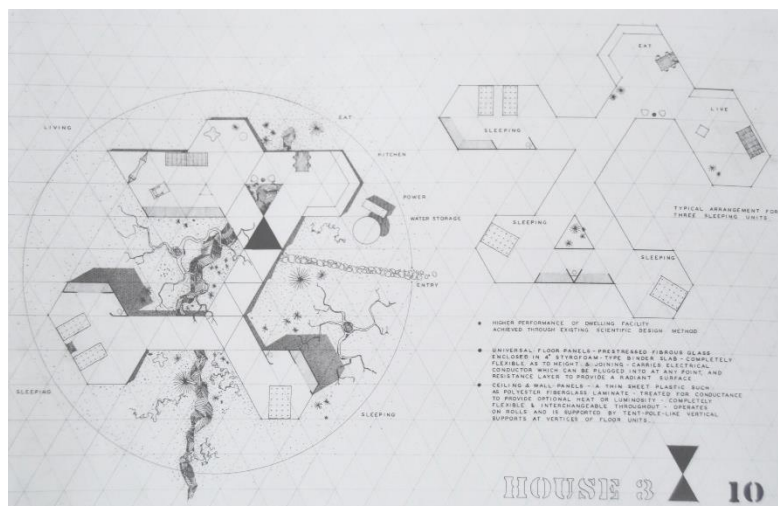 LIVING
EAT
KITCHEN
POWER
WATER STORAGE
ENTRY
SLEEPING
SLEEPING
EAT
LIVE
SLEEPING
TYPICAL ARRANGEMENT FOR
THREE SLEEPING UNITS
SLEEPING
SLEEPING
HIGHER PERFORMANCE OF DWELLING FACILITY
ACHIEVED THROUGH EXISTING SCIENTIFIC DESIGN METHOD
UNIVERSAL FLOOR PANELS - PRESTRESSED FIBROUS GLASS
ENCLOSED IN 4" STYROFOAM-TYPE BINDER SLAB - COMPLETELY
FLEXIBLE AS TO HEIGHT & JOINING - CARRIES ELECTRICAL
CONDUCTOR WHICH CAN BE PLUGGED INTO AT ANY POINT, AND
RESISTANCE LAYER TO PROVIDE A RADIANT SURFACE
CEILING & WALL PANELS - A THIN SHEET PLASTIC SUCH
AS POLYESTER FIBERGLASS LAMINATE - TREATED FOR CONDUCTANCE
TO PROVIDE OPTIONAL HEAT OR LUMINOSITY - COMPLETELY
FLEXIBLE & INTERCHANGEABLE THROUGHOUT - OPERATES
ON ROLLS AND IS SUPPORTED BY TENT-POLE-LIKE VERTICAL
SUPPORTS AT VERTICES OF FLOOR UNITS
HOUSE 3 10